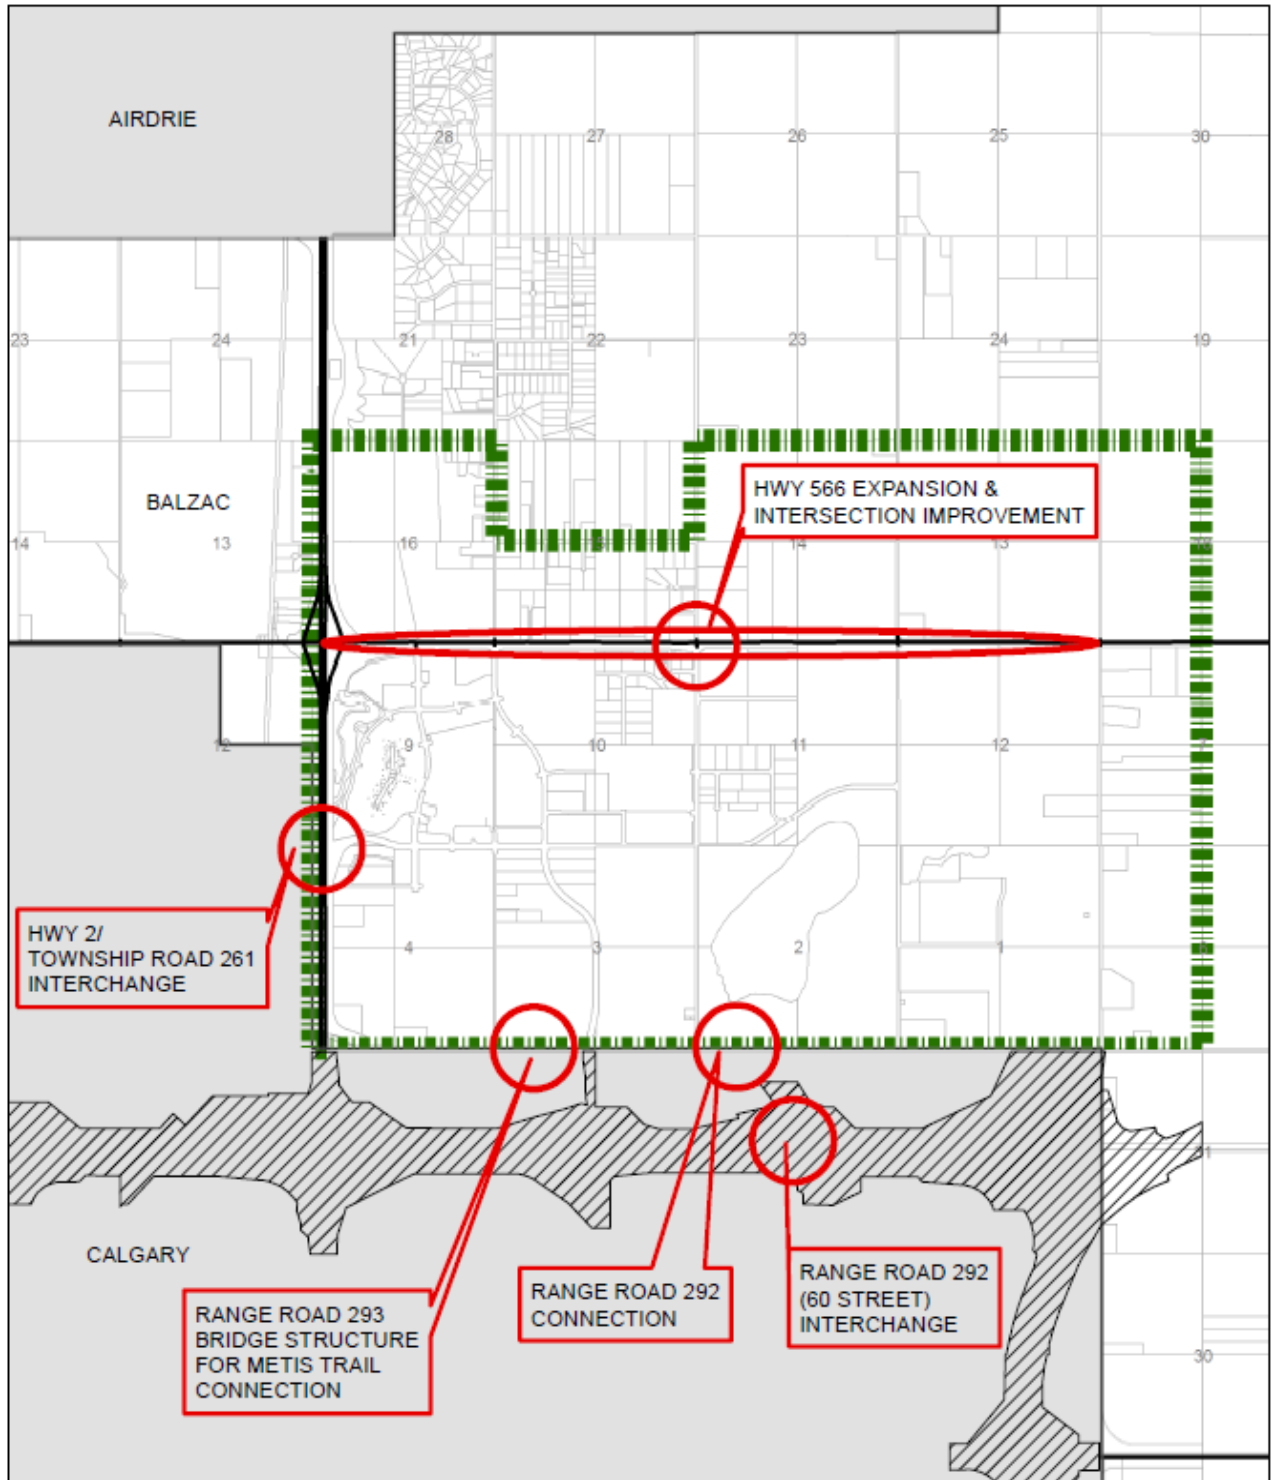 AIRDRIE
28
27
26
25
30
23
24
21
22
23
24
19
BALZAC
HWY 566 EXPANSION &
INTERSECTION IMPROVEMENT
14
13
16
14
13
12
9
10
11
12
HWY 2/
TOWNSHIP ROAD 261
INTERCHANGE
4
3
2
1
CALGARY
RANGE ROAD 293
BRIDGE STRUCTURE
FOR METIS TRAIL
CONNECTION
RANGE ROAD 292
CONNECTION
RANGE ROAD 292
(60 STREET)
INTERCHANGE
30